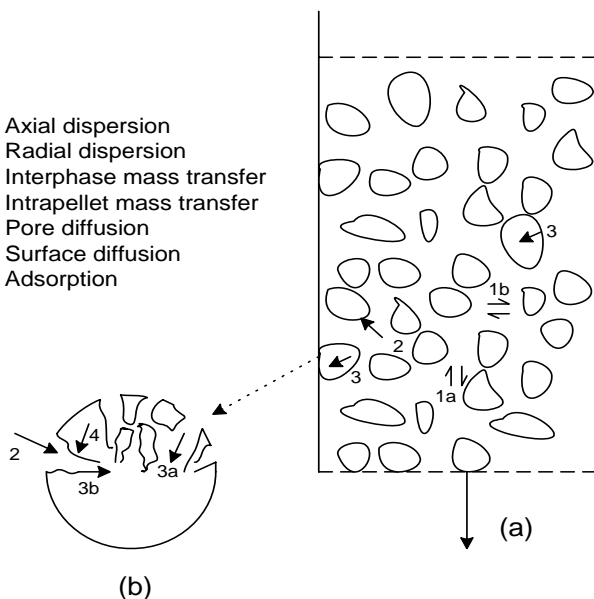 Axial dispersion
Radial dispersion
Interphase mass transfer
Intrapellet mass transfer
Pore diffusion
Surface diffusion
Adsorption
3
1b
2
3
1a
2
4
3a
3b
(a)
(b)